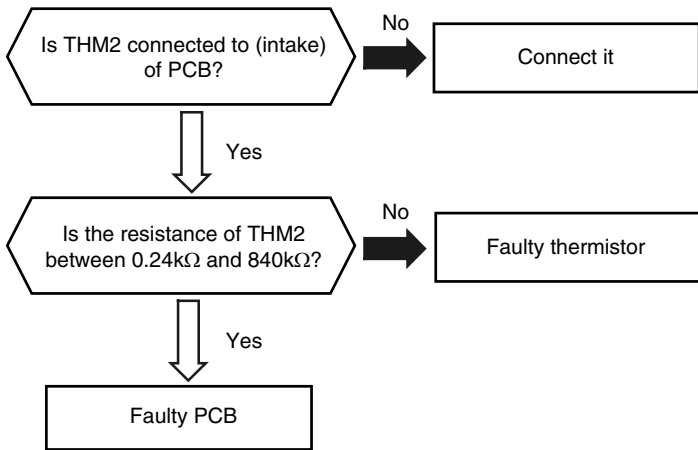 Is THM2 connected to (intake)
of PCB?
No
Connect it
Yes
Is the resistance of THM2
between 0.24kΩ and 840kΩ?
No
Faulty thermistor
Yes
Faulty PCB